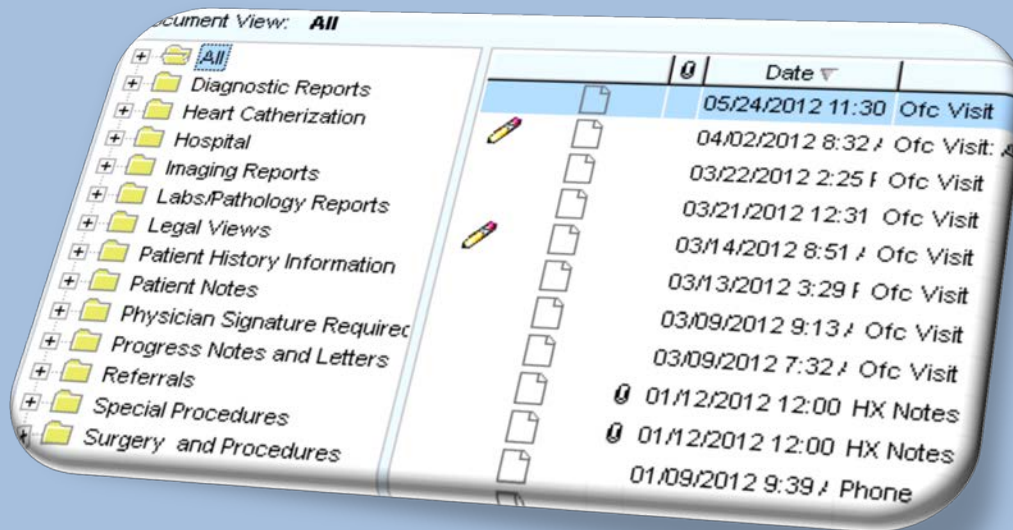 ocument View: All
All
Diagnostic Reports
Heart Catherization
Hospital
Imaging Reports
Labs/Pathology Reports
Legal Views
Patient History Information
Patient Notes
Physician Signature Required
Progress Notes and Letters
Referrals
Special Procedures
Surgery and Procedures
Date
05/24/2012 11:30 Ofc Visit
04/02/2012 8:32 A Ofc Visit:
03/22/2012 2:25 F Ofc Visit
03/21/2012 12:31 Ofc Visit
03/14/2012 8:51 A Ofc Visit
03/13/2012 3:29 F Ofc Visit
03/09/2012 9:13 A Ofc Visit
03/09/2012 7:32 A Ofc Visit
01/12/2012 12:00 HX Notes
01/12/2012 12:00 HX Notes
01/09/2012 9:39 A Phone